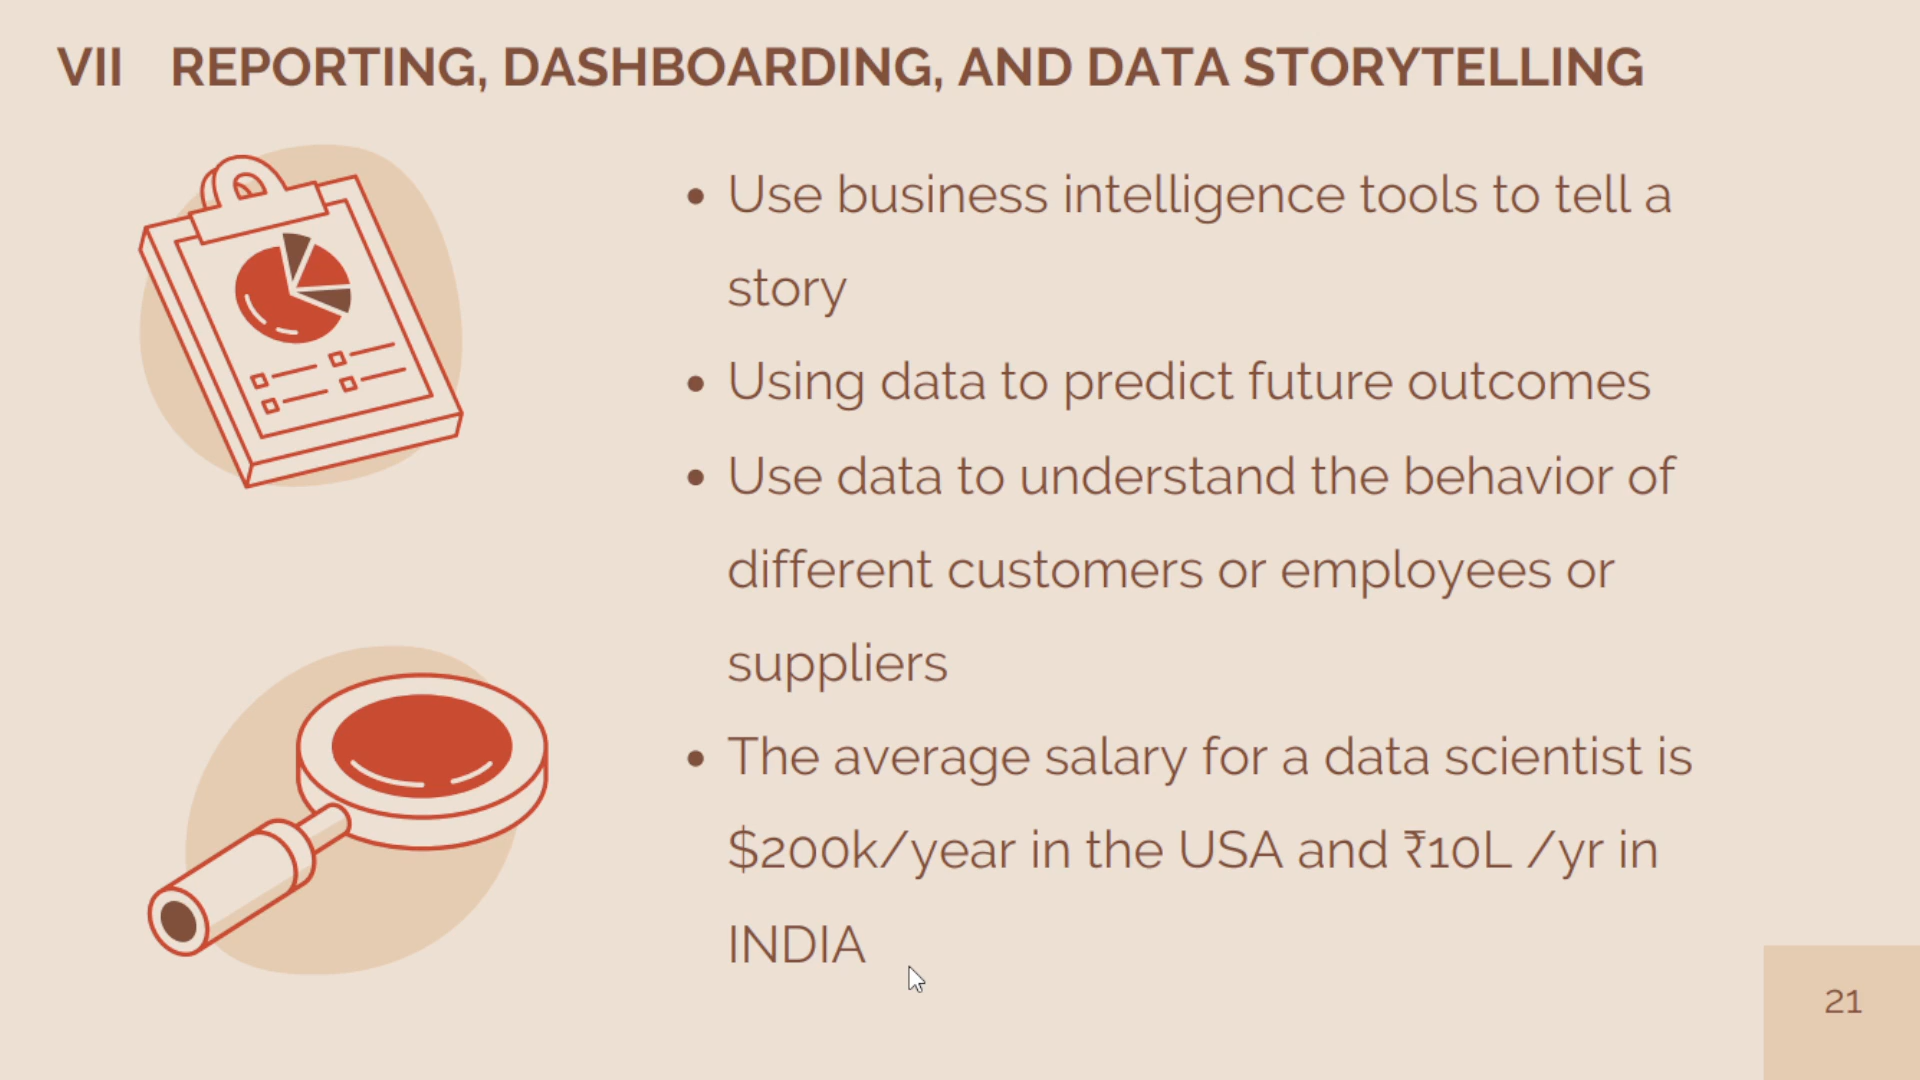 VII REPORTING, DASHBOARDING, AND DATA STORYTELLING
• Use business intelligence tools to tell a
story
• Using data to predict future outcomes
• Use data to understand the behavior of
different customers or employees or
suppliers
• The average salary for a data scientist is
$200k/year in the USA and ₹10L /yr in
INDIA
21